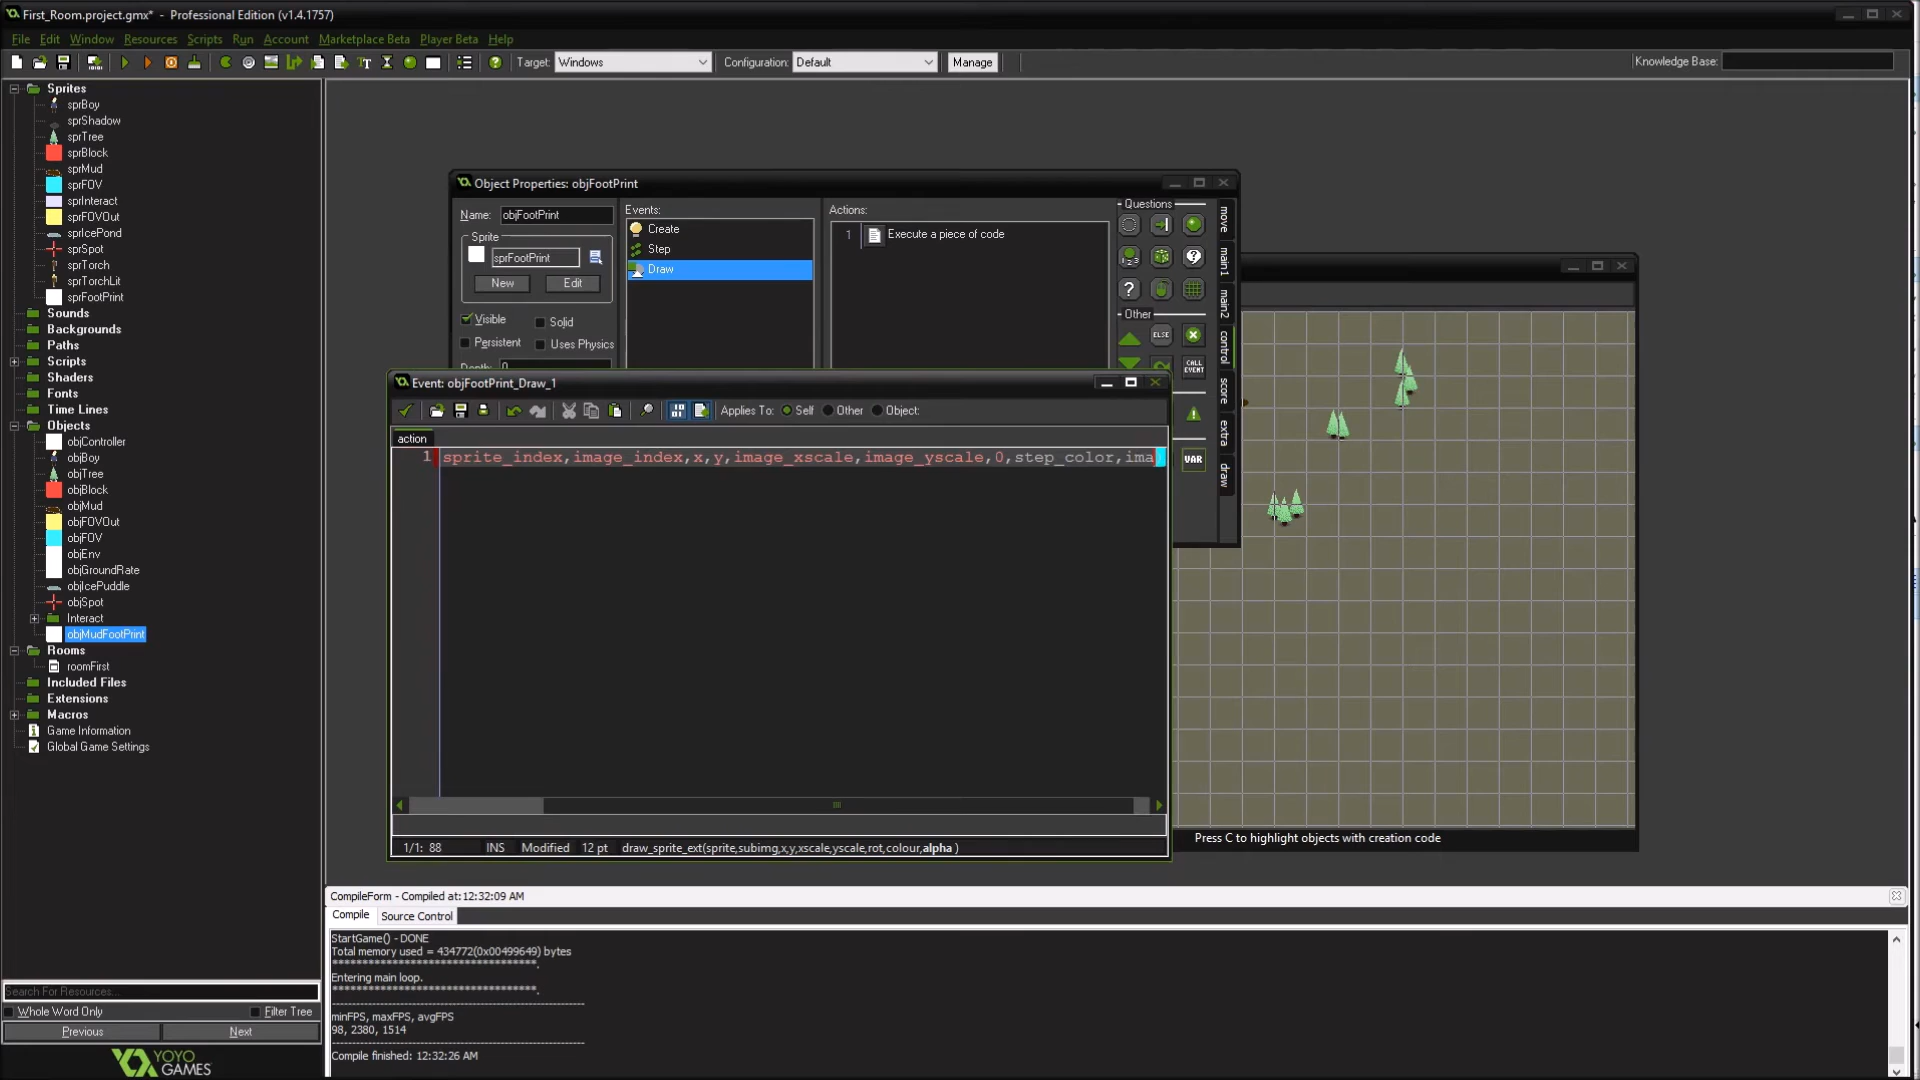 First_Room.project.gmx* - Professional Edition (v1.4.1757)
File Edit Window Resources Scripts Run Account Marketplace Beta Player Beta Help
Target: Windows Configuration: Default Manage Knowledge Base:
Sprites
sprBoy
sprShadow
sprTree
sprBlock
sprMud
sprFOV
sprInteract
sprFOVOut
sprIcePond
sprSpot
sprTorch
sprTorchLit
sprFootPrint
Sounds
Backgrounds
Paths
Scripts
Shaders
Fonts
Time Lines
Objects
objController
objBoy
objTree
objBlock
objMud
objFOVOut
objFOV
objEnv
objGroundRate
objIcePuddle
objSpot
Interact
objMudFootPrint
Rooms
roomFirst
Included Files
Extensions
Macros
Game Information
Global Game Settings
Search For Resources...
Whole Word Only Filter Tree
Previous Next
YOYO
GAMES
Object Properties: objFootPrint
Name: objFootPrint
Sprite
sprFootPrint
New Edit
Visible Solid
Persistent Uses Physics
Depth: 0
Events:
Create
Step
Draw
Actions:
1 Execute a piece of code
Questions
Other
ELSE
CALL
EVENT
VAR
move
main1
main2
control
score
extra
draw
Event: objFootPrint_Draw_1
Applies To: Self Other Object:
action
1 sprite_index,image_index,x,y,image_xscale,image_yscale,0,step_color,ima
1/1: 88 INS Modified 12 pt draw_sprite_ext(sprite,subimg,x,y,xscale,yscale,rot,colour,alpha )
Press C to highlight objects with creation code
CompileForm - Compiled at:12:32:09 AM
Compile Source Control
StartGame() - DONE
Total memory used = 434772(0x00499649) bytes
**********************************.
Entering main loop.
**********************************.
minFPS, maxFPS, avgFPS
98, 2380, 1514
Compile finished: 12:32:26 AM